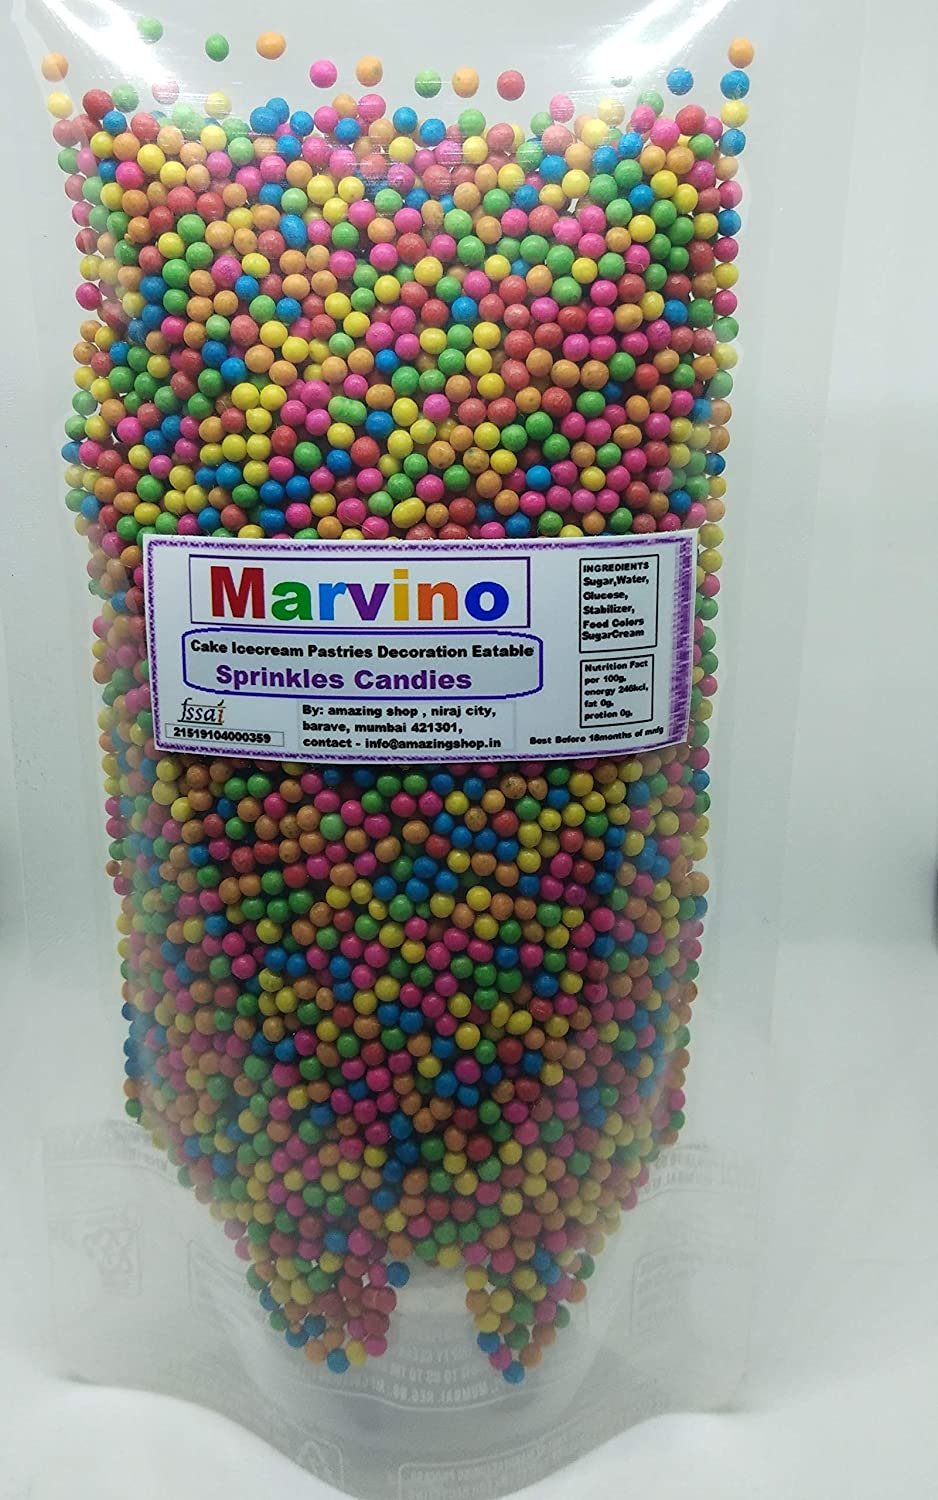 Marvino
Cake Icecream Pastries Decoration Eatable
Sprinkles Candies
fssai
21519104000359
By: amazing shop , niraj city,
barave, mumbai 421301,
contact - info@amazingshop.in
INGREDIENTS
Sugar,Water,
Glucose,
Stabilizer,
Food Colors
SugarCream
Nutrition Fact
per 100g,
energy 246kcl,
fat 0g,
protien 0g,
Best Before 18months of mnfg